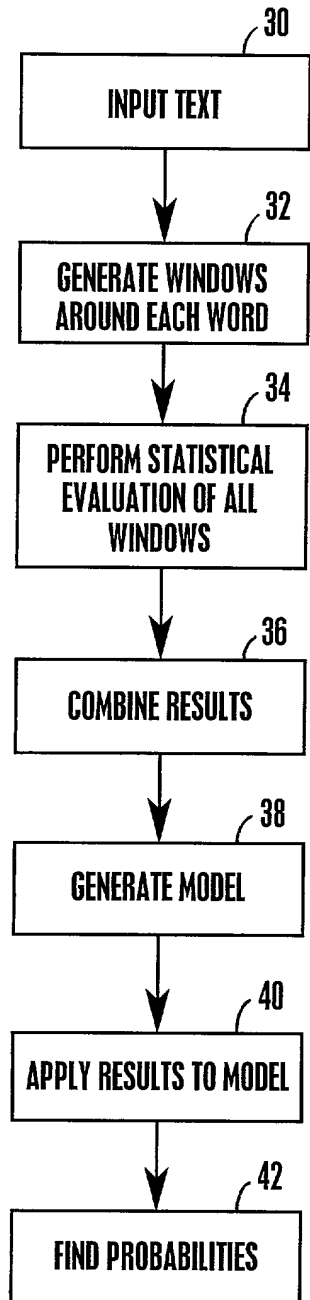 30
INPUT TEXT
32
GENERATE WINDOWS
AROUND EACH WORD
34
PERFORM STATISTICAL
EVALUATION OF ALL
WINDOWS
36
COMBINE RESULTS
38
GENERATE MODEL
40
APPLY RESULTS TO MODEL
42
FIND PROBABILITIES